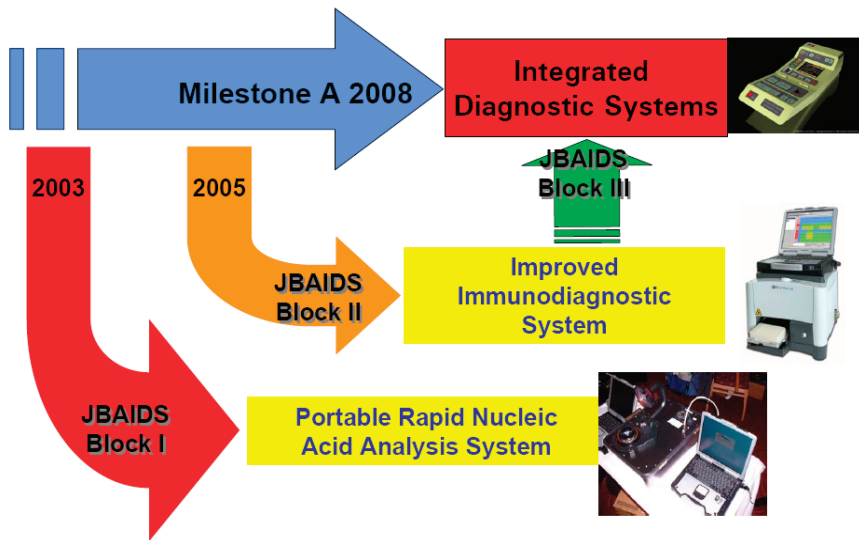 Milestone A 2008
Integrated
Diagnostic Systems
JBAIDS
Block III
2003
2005
JBAIDS
Block II
Improved
Immunodiagnostic
System
JBAIDS
Block I
Portable Rapid Nucleic
Acid Analysis System